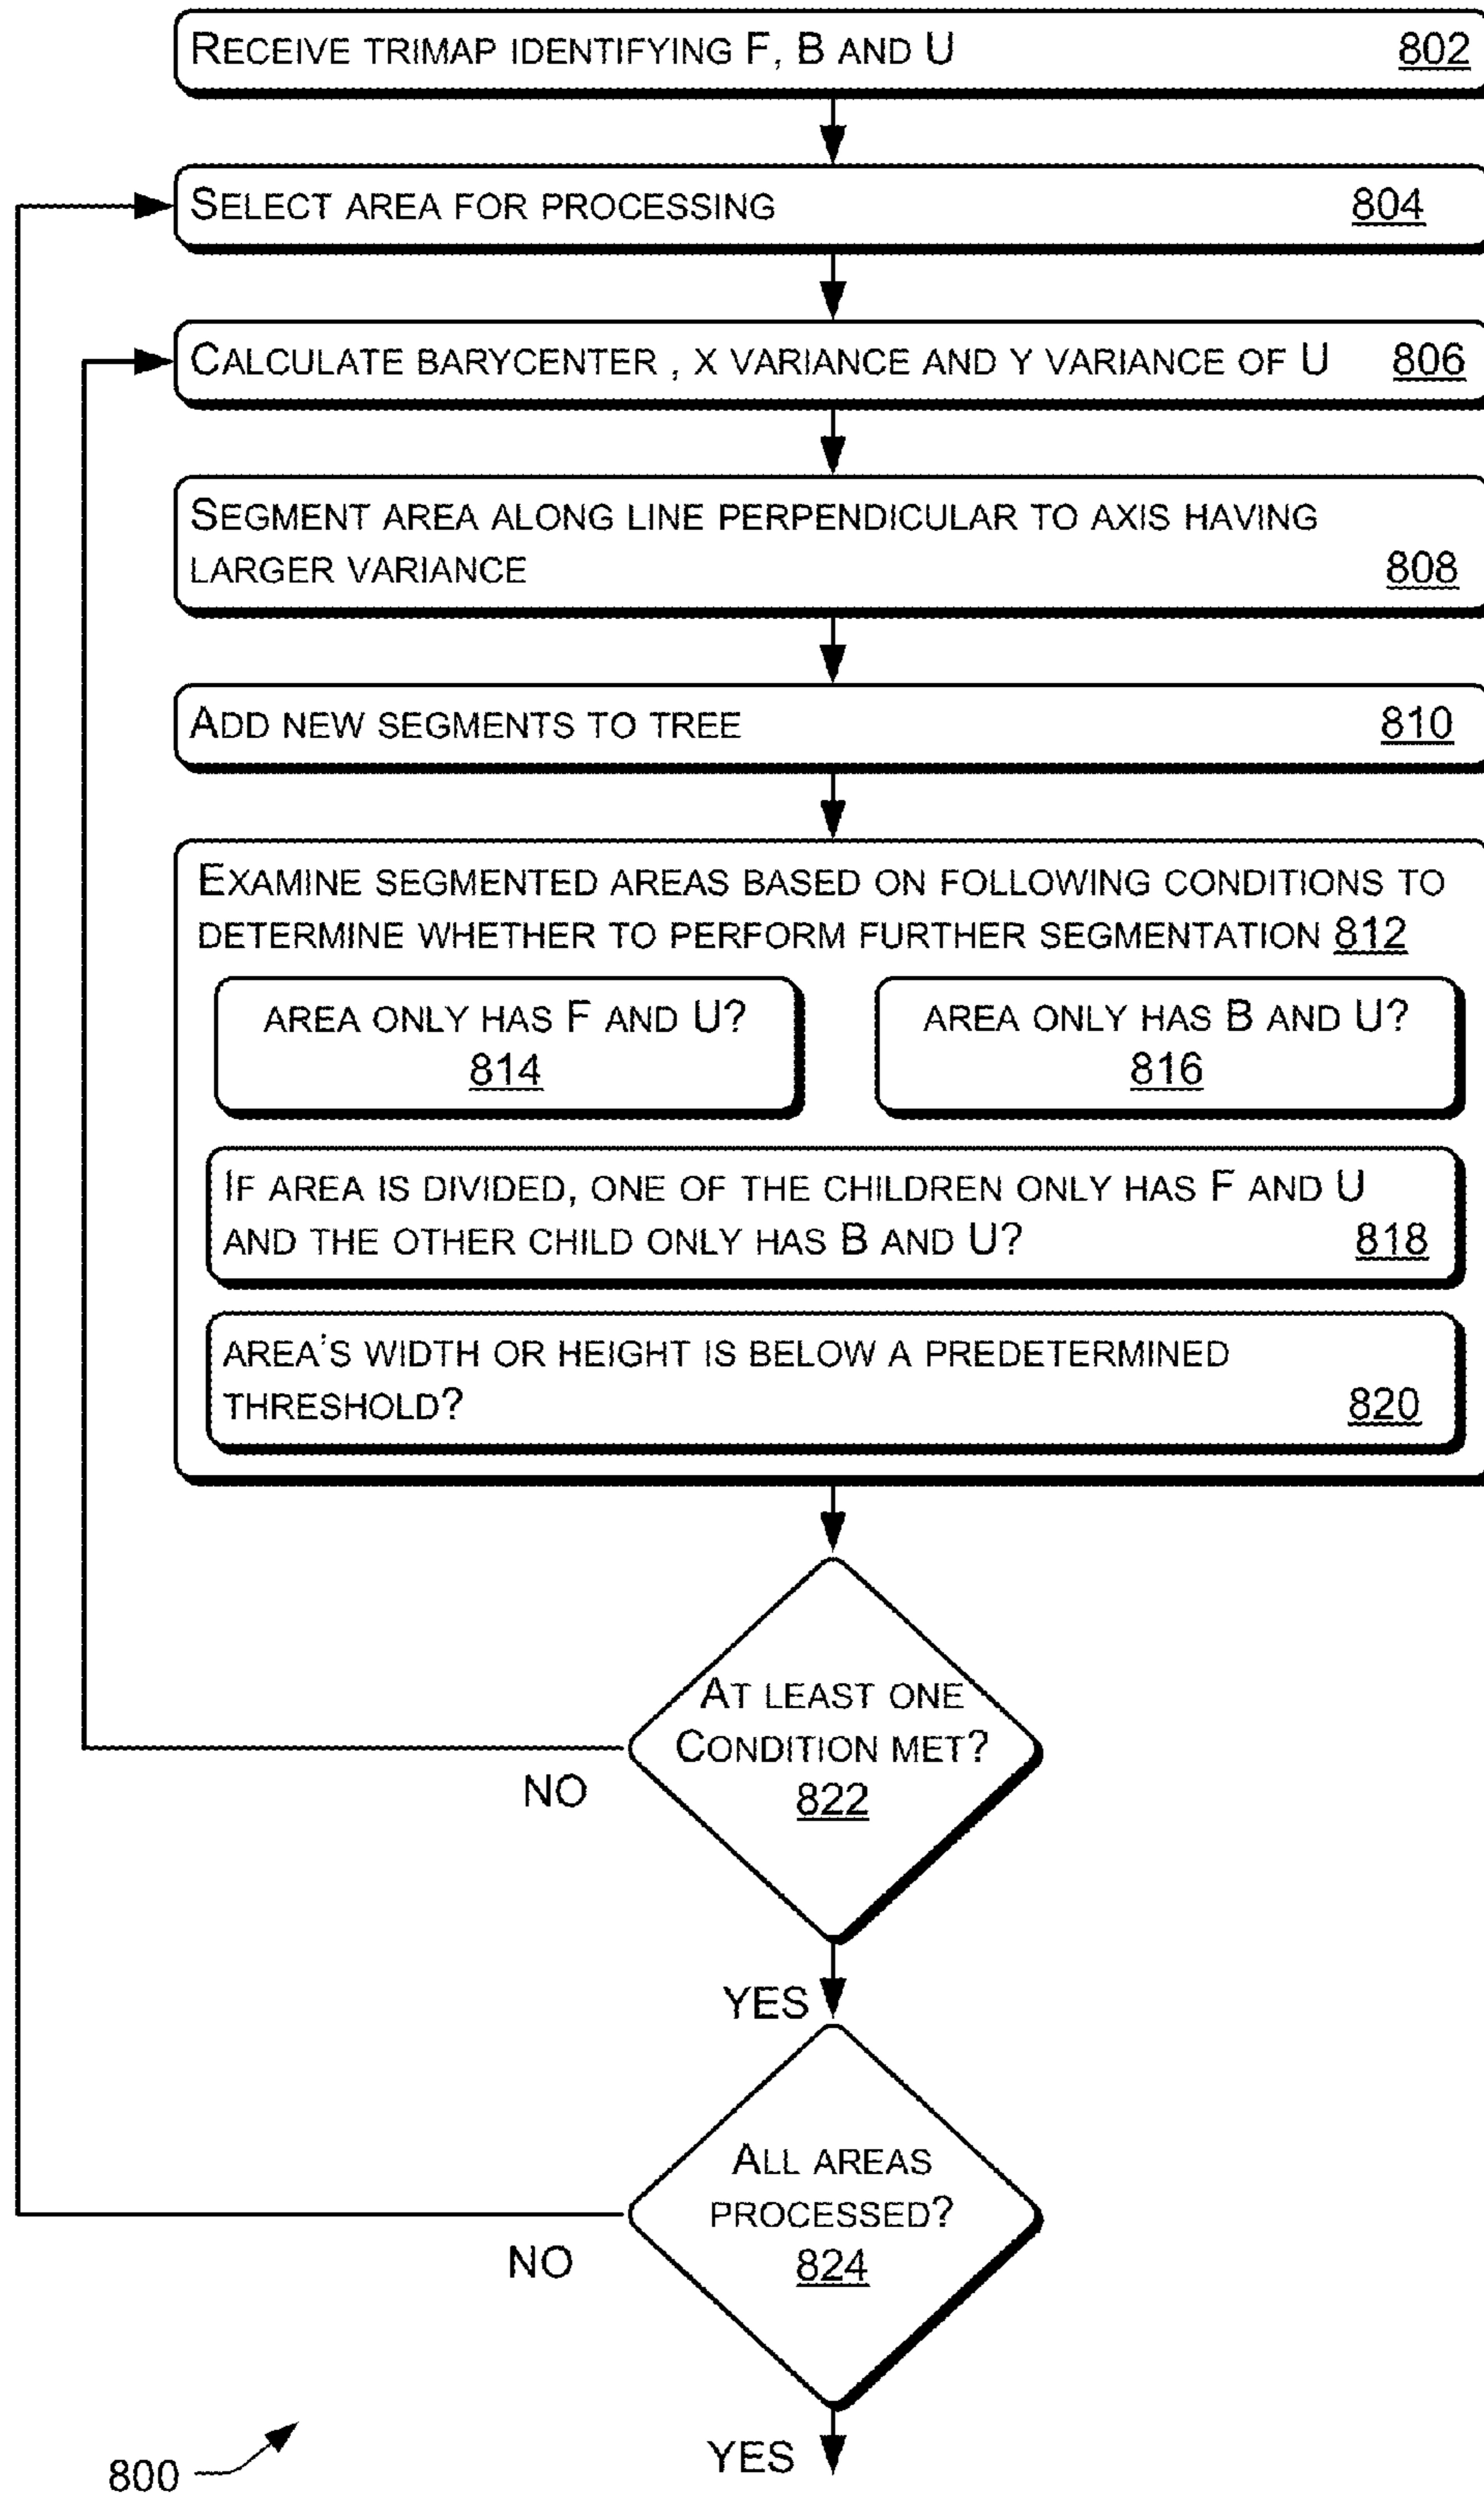 RECEIVE TRIMAP IDENTIFYING F, B AND U 802
SELECT AREA FOR PROCESSING 804
CALCULATE BARYCENTER , X VARIANCE AND Y VARIANCE OF U 806
SEGMENT AREA ALONG LINE PERPENDICULAR TO AXIS HAVING
LARGER VARIANCE 808
ADD NEW SEGMENTS TO TREE 810
EXAMINE SEGMENTED AREAS BASED ON FOLLOWING CONDITIONS TO
DETERMINE WHETHER TO PERFORM FURTHER SEGMENTATION 812
AREA ONLY HAS F AND U?
814
AREA ONLY HAS B AND U?
816
IF AREA IS DIVIDED, ONE OF THE CHILDREN ONLY HAS F AND U
AND THE OTHER CHILD ONLY HAS B AND U? 818
AREA'S WIDTH OR HEIGHT IS BELOW A PREDETERMINED
THRESHOLD? 820
AT LEAST ONE
CONDITION MET?
822
NO
YES
ALL AREAS
PROCESSED?
824
NO
YES
800